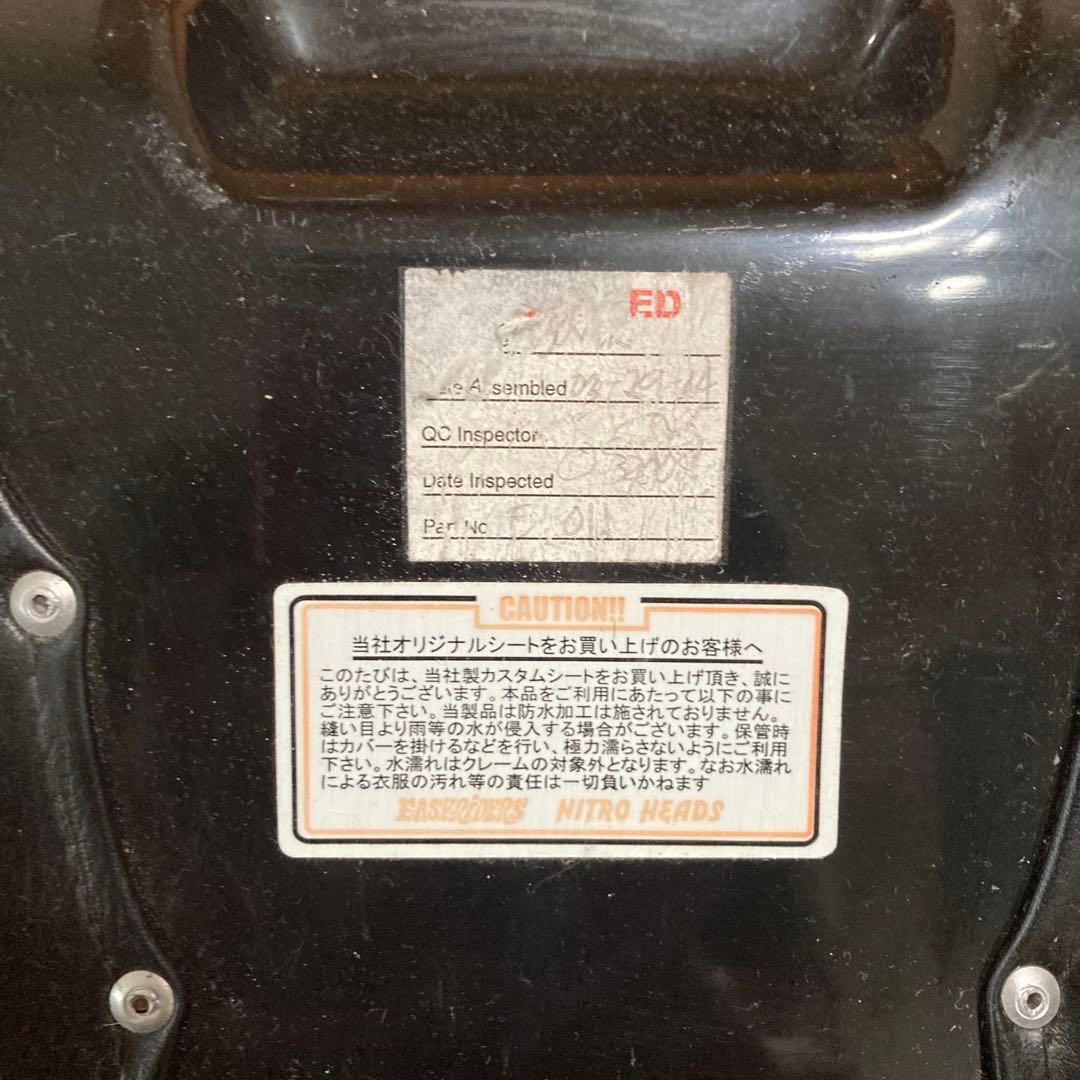 ED
Assembled
QC Inspector
Date Inspected
Part No
CAUTION!!
当社オリジナルシートをお買い上げのお客様へ
このたびは、当社製カスタムシートをお買い上げ頂き、誠に
ありがとうございます。本品をご利用にあたって以下の事に
ご注意下さい。当製品は防水加工は施されておりません。
縫い目より雨等の水が侵入する場合がございます。保管時
はカバーを掛けるなどを行い、極力濡らさないようにご利用
下さい。水濡れはクレームの対象外となります。なお水濡れ
による衣服の汚れ等の責任は一切負いかねます
EASYRIDERS NITRO HEADS